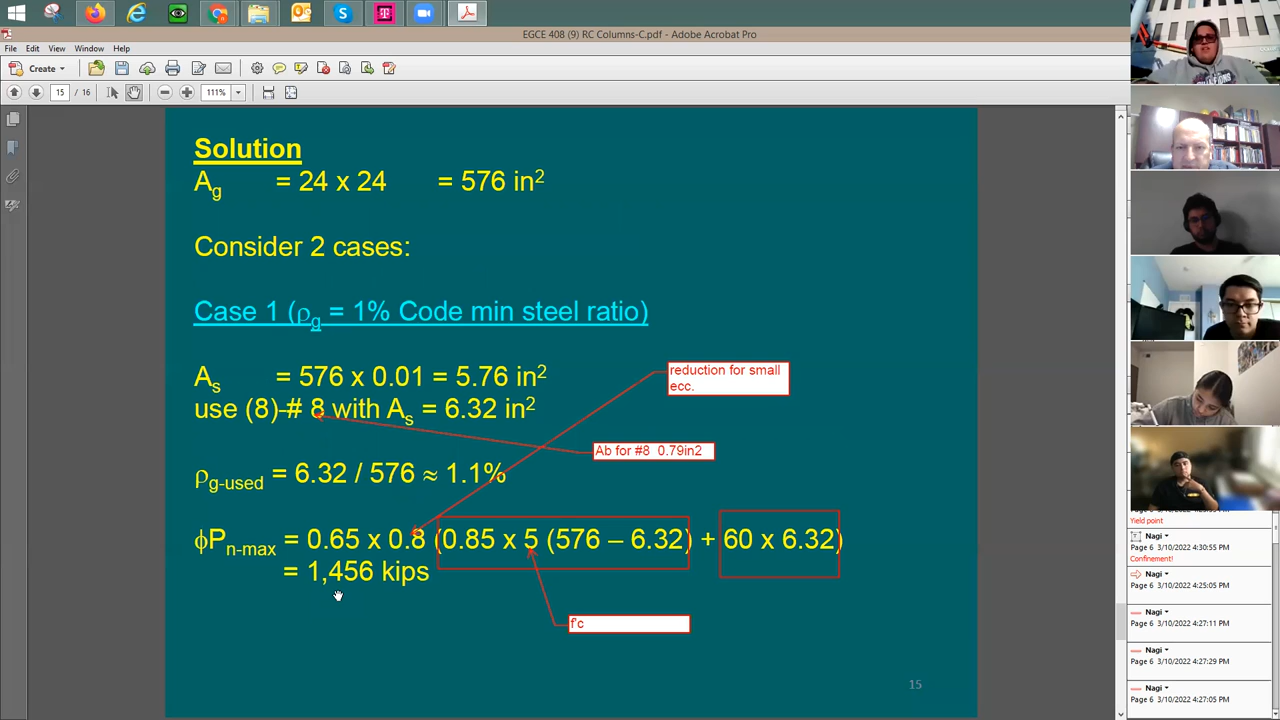 EGCE 408 (9) RC Columns-C.pdf - Adobe Acrobat Pro
File Edit View Window Help
Create
15 / 16 111%
Solution
Ag = 24 x 24 = 576 in2
Consider 2 cases:
Case 1 (ρg = 1% Code min steel ratio)
As = 576 x 0.01 = 5.76 in2
reduction for small
ecc.
use (8)-# 8 with As = 6.32 in2
Ab for #8 0.79in2
ρg-used = 6.32 / 576 ≈ 1.1%
ϕPn-max = 0.65 x 0.8 (0.85 x 5 (576 – 6.32) + 60 x 6.32)
= 1,456 kips
f'c
15
Yield point
Nagi
Page 6 3/10/2022 4:30:55 PM
Confinement!
Nagi
Page 6 3/10/2022 4:25:05 PM
Nagi
Page 6 3/10/2022 4:27:11 PM
Nagi
Page 6 3/10/2022 4:27:29 PM
Nagi
Page 6 3/10/2022 4:27:05 PM